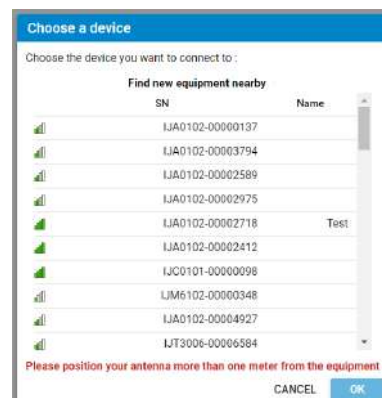 Choose a device
Choose the device you want to connect to :
Find new equipment nearby
SN Name
IJA0102-00000137
IJA0102-00003794
IJA0102-00002589
IJA0102-00002975
IJA0102-00002718 Test
IJA0102-00002412
IJC0101-00000098
IJM6102-00000348
IJA0102-00004927
IJT3006-00006584
Please position your antenna more than one meter from the equipment
CANCEL OK